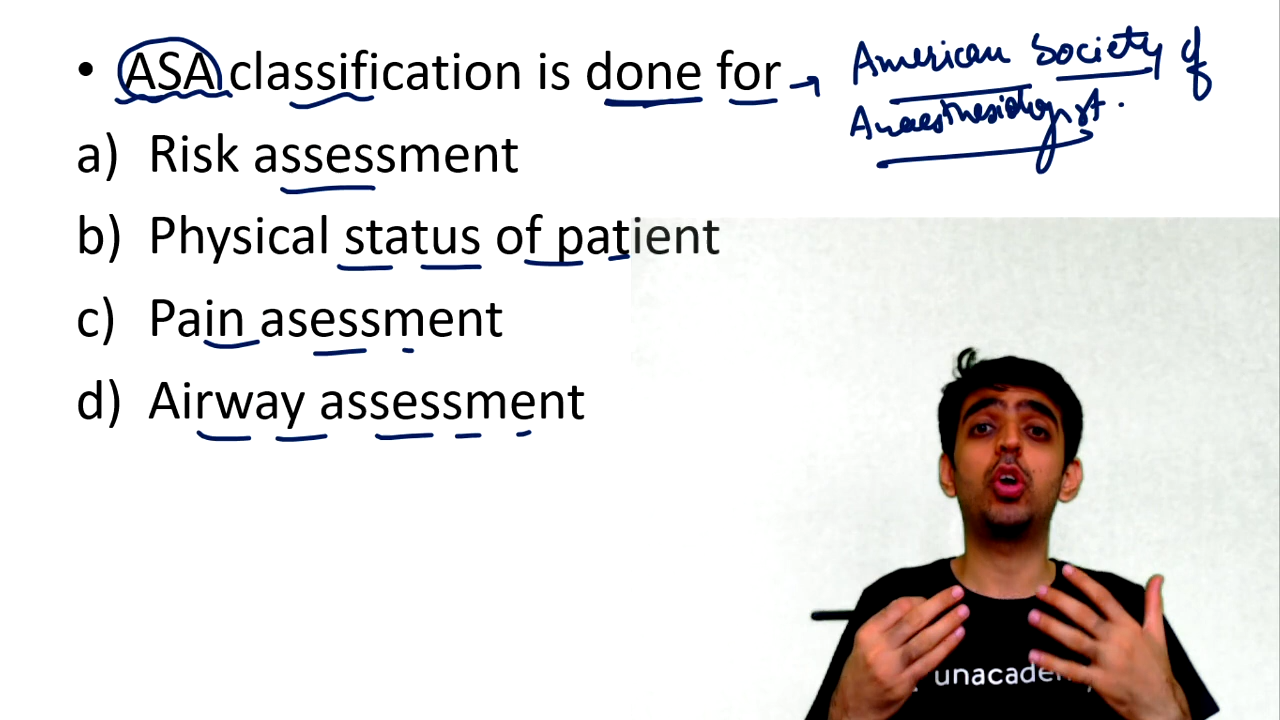 • ASA classification is done for → American Society of
Anaesthesiologist.
a) Risk assessment
b) Physical status of patient
c) Pain asessment
d) Airway assessment
unacade